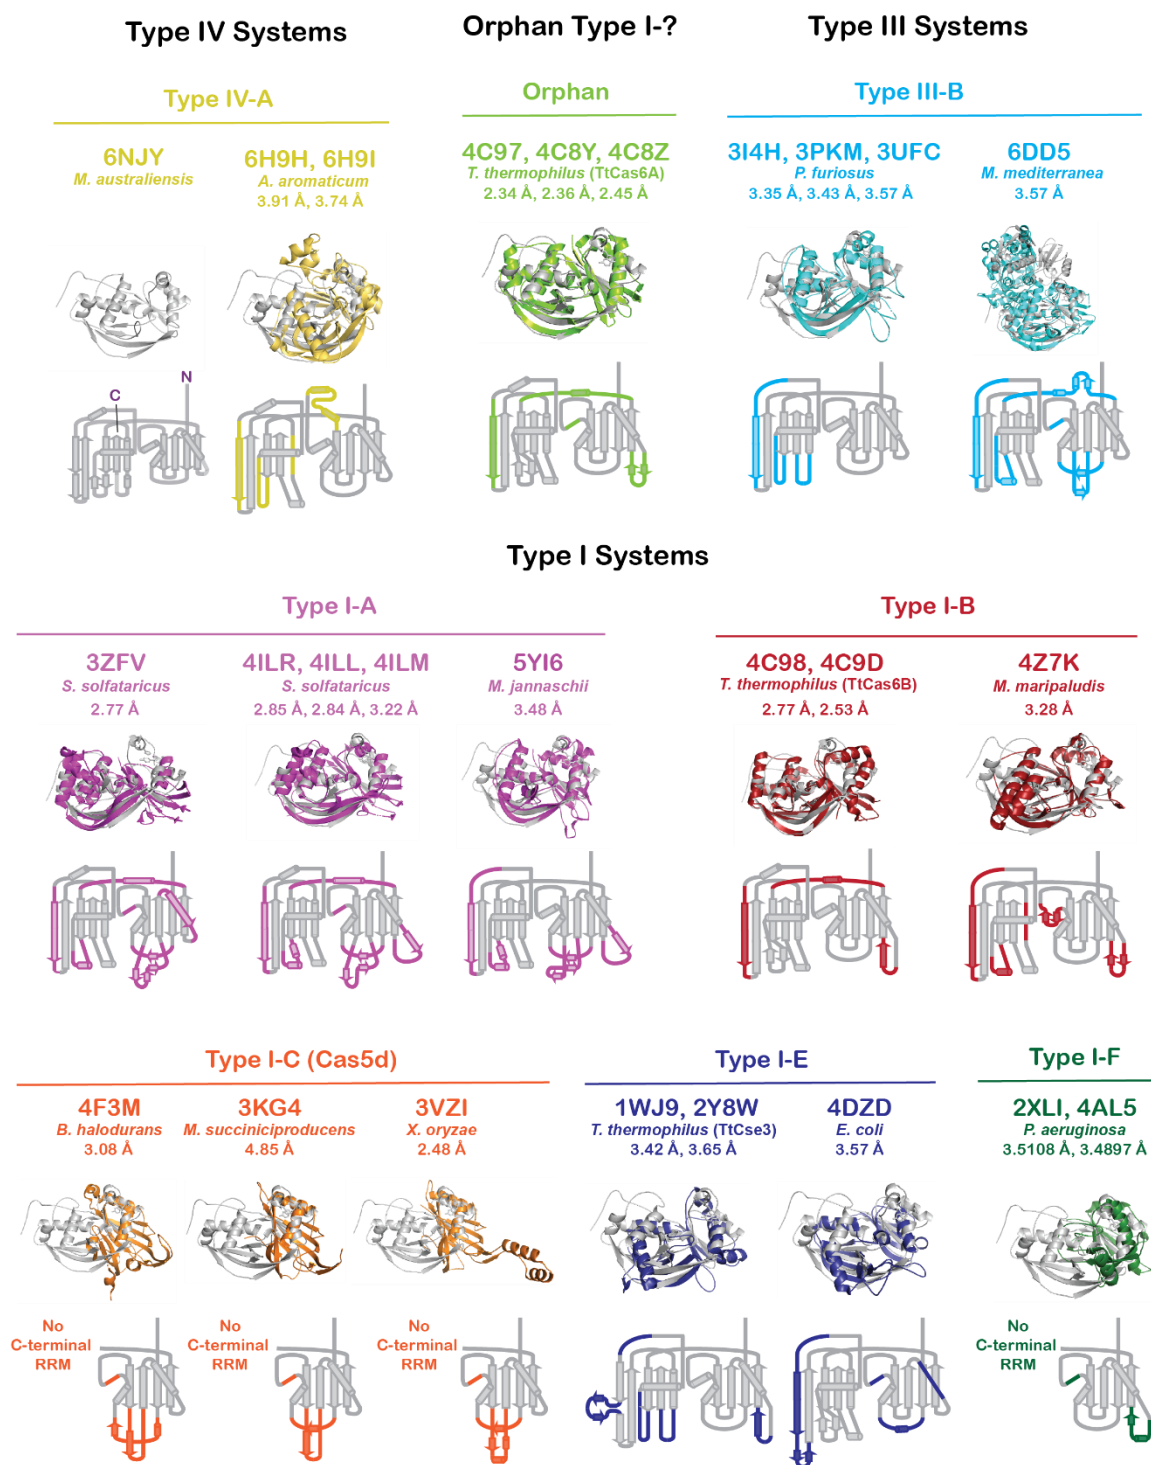 Type IV Systems
Orphan Type I-?
Type III Systems
Type IV-A
Orphan
Type III-B
6NJY
M. australiensis
6H9H, 6H9I
A. aromaticum
3.91 Å, 3.74 Å
4C97, 4C8Y, 4C8Z
T. thermophilus (TtCas6A)
2.34 Å, 2.36 Å, 2.45 Å
3I4H, 3PKM, 3UFC
P. furiosus
3.35 Å, 3.43 Å, 3.57 Å
6DD5
M. mediterranea
3.57 Å
N
C
Type I Systems
Type I-A
Type I-B
3ZFV
S. solfataricus
2.77 Å
4ILR, 4ILL, 4ILM
S. solfataricus
2.85 Å, 2.84 Å, 3.22 Å
5YI6
M. jannaschii
3.48 Å
4C98, 4C9D
T. thermophilus (TtCas6B)
2.77 Å, 2.53 Å
4Z7K
M. maripaludis
3.28 Å
Type I-C (Cas5d)
Type I-E
Type I-F
4F3M
B. halodurans
3.08 Å
3KG4
M. succiniciproducens
4.85 Å
3VZI
X. oryzae
2.48 Å
1WJ9, 2Y8W
T. thermophilus (TtCse3)
3.42 Å, 3.65 Å
4DZD
E. coli
3.57 Å
2XLI, 4AL5
P. aeruginosa
3.5108 Å, 3.4897 Å
No
C-terminal
RRM
No
C-terminal
RRM
No
C-terminal
RRM
No
C-terminal
RRM